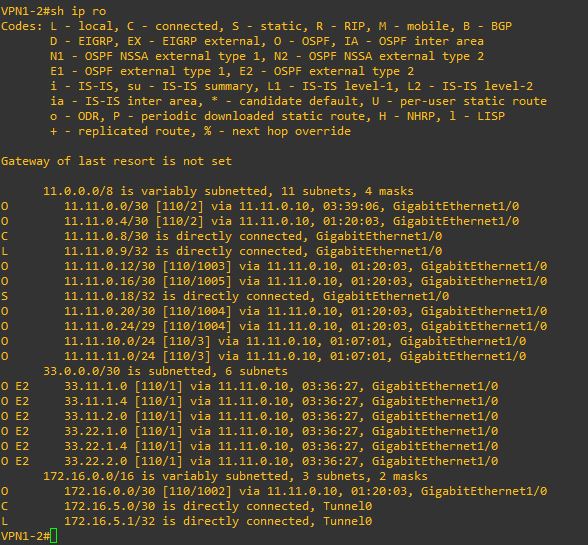 VPN1-2#sh ip ro
Codes: L - local, C - connected, S - static, R - RIP, M - mobile, B - BGP
       D - EIGRP, EX - EIGRP external, O - OSPF, IA - OSPF inter area
       N1 - OSPF NSSA external type 1, N2 - OSPF NSSA external type 2
       E1 - OSPF external type 1, E2 - OSPF external type 2
       i - IS-IS, su - IS-IS summary, L1 - IS-IS level-1, L2 - IS-IS level-2
       ia - IS-IS inter area, * - candidate default, U - per-user static route
       o - ODR, P - periodic downloaded static route, H - NHRP, l - LISP
       + - replicated route, % - next hop override

Gateway of last resort is not set

      11.0.0.0/8 is variably subnetted, 11 subnets, 4 masks
O        11.11.0.0/30 [110/2] via 11.11.0.10, 03:39:06, GigabitEthernet1/0
O        11.11.0.4/30 [110/2] via 11.11.0.10, 01:20:03, GigabitEthernet1/0
C        11.11.0.8/30 is directly connected, GigabitEthernet1/0
L        11.11.0.9/32 is directly connected, GigabitEthernet1/0
O        11.11.0.12/30 [110/1003] via 11.11.0.10, 01:20:03, GigabitEthernet1/0
O        11.11.0.16/30 [110/1005] via 11.11.0.10, 01:20:03, GigabitEthernet1/0
S        11.11.0.18/32 is directly connected, GigabitEthernet1/0
O        11.11.0.20/30 [110/1004] via 11.11.0.10, 01:20:03, GigabitEthernet1/0
O        11.11.0.24/29 [110/1004] via 11.11.0.10, 01:20:03, GigabitEthernet1/0
O        11.11.10.0/24 [110/3] via 11.11.0.10, 01:07:01, GigabitEthernet1/0
O        11.11.11.0/24 [110/3] via 11.11.0.10, 01:07:01, GigabitEthernet1/0
      33.0.0.0/30 is subnetted, 6 subnets
O E2     33.11.1.0 [110/1] via 11.11.0.10, 03:36:27, GigabitEthernet1/0
O E2     33.11.1.4 [110/1] via 11.11.0.10, 03:36:27, GigabitEthernet1/0
O E2     33.11.2.0 [110/1] via 11.11.0.10, 03:36:27, GigabitEthernet1/0
O E2     33.22.1.0 [110/1] via 11.11.0.10, 03:36:27, GigabitEthernet1/0
O E2     33.22.1.4 [110/1] via 11.11.0.10, 03:36:27, GigabitEthernet1/0
O E2     33.22.2.0 [110/1] via 11.11.0.10, 03:36:27, GigabitEthernet1/0
      172.16.0.0/16 is variably subnetted, 3 subnets, 2 masks
O        172.16.0.0/30 [110/1002] via 11.11.0.10, 01:20:03, GigabitEthernet1/0
C        172.16.5.0/30 is directly connected, Tunnel0
L        172.16.5.1/32 is directly connected, Tunnel0
VPN1-2#